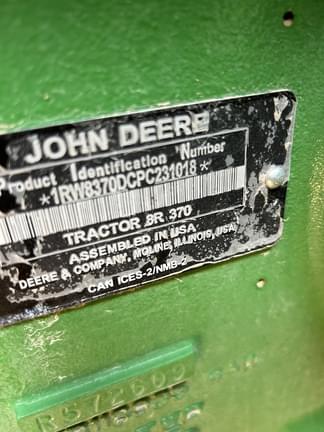 JOHN DEERE
Product Identification Number
*1RW8370DCPC231018*
TRACTOR 8R 370
ASSEMBLED IN USA
DEERE & COMPANY, MOLINE, ILLINOIS, USA
CAN ICES-2/NMB-2
R572609